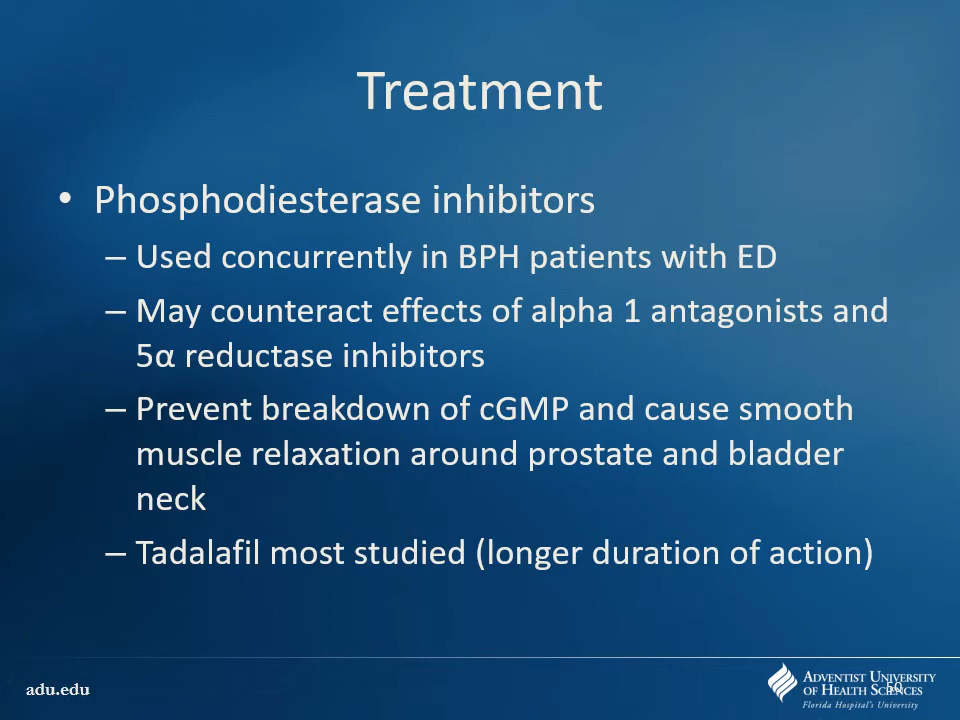 Treatment
• Phosphodiesterase inhibitors
– Used concurrently in BPH patients with ED
– May counteract effects of alpha 1 antagonists and
5α reductase inhibitors
– Prevent breakdown of cGMP and cause smooth
muscle relaxation around prostate and bladder
neck
– Tadalafil most studied (longer duration of action)
adu.edu
ADVENTIST UNIVERSITY
OF HEALTH SCIENCES
50
Florida Hospital's University